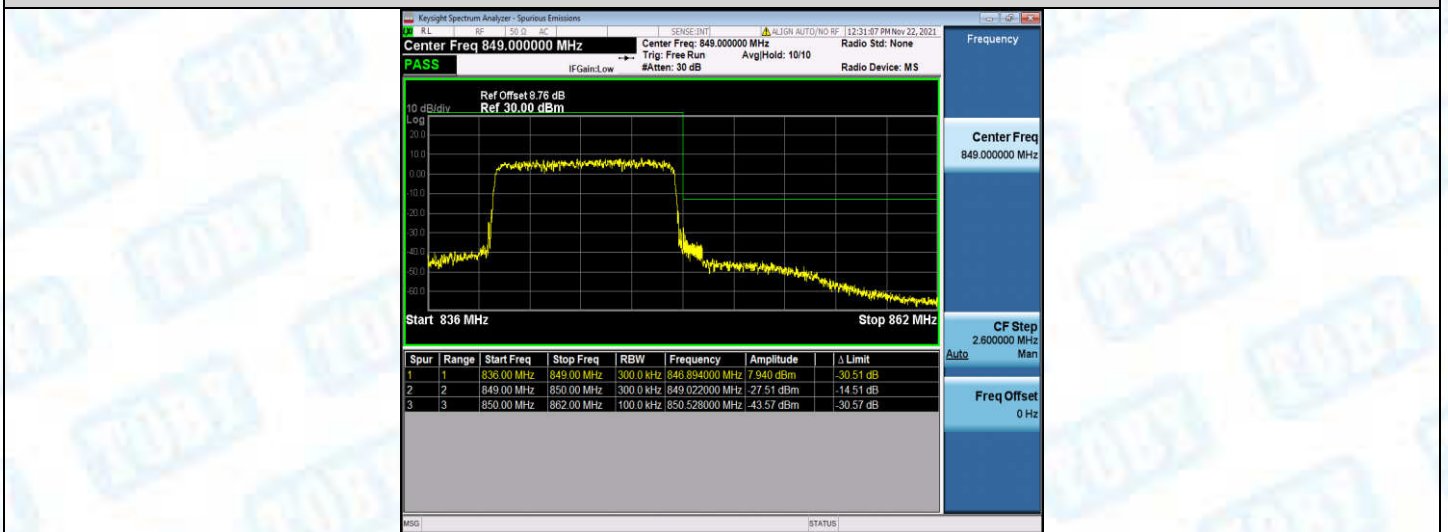 Keysight Spectrum Analyzer - Spurious Emissions
RL RF 50 Ω AC SENSE:INT ALIGN AUTO/NO RF 12:31:07 PM Nov 22, 2021
Center Freq 849.000000 MHz
Center Freq: 849.000000 MHz
Radio Std: None
Trig: Free Run Avg|Hold: 10/10
PASS
IFGain:Low
#Atten: 30 dB
Radio Device: MS
Ref Offset 8.76 dB
10 dB/div Ref 30.00 dBm
Log
20.0
10.0
0.00
-10.0
-20.0
-30.0
-40.0
-50.0
-60.0
Start 836 MHz Stop 862 MHz
Spur Range Start Freq Stop Freq RBW Frequency Amplitude Δ Limit
1 1 836.00 MHz 849.00 MHz 300.0 kHz 846.894000 MHz 7.940 dBm -30.51 dB
2 2 849.00 MHz 850.00 MHz 300.0 kHz 849.022000 MHz -27.51 dBm -14.51 dB
3 3 850.00 MHz 862.00 MHz 100.0 kHz 850.528000 MHz -43.57 dBm -30.57 dB
MSG STATUS
Frequency
Center Freq
849.000000 MHz
CF Step
2.600000 MHz
Auto Man
Freq Offset
0 Hz